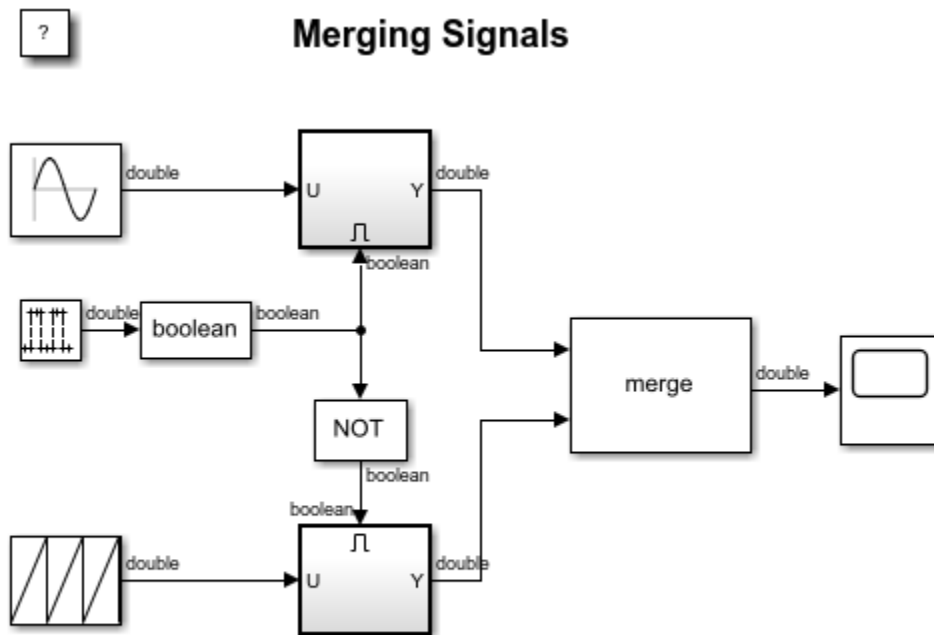 ?
Merging Signals
double
U
Y
double
boolean
double
boolean
boolean
NOT
boolean
boolean
merge
double
double
U
Y
double